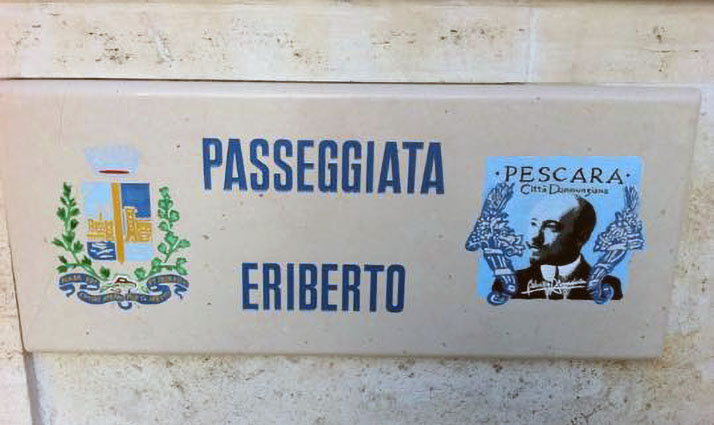 PASSEGGIATA
ERIBERTO
· PESCARA ·
Città Dannunziana